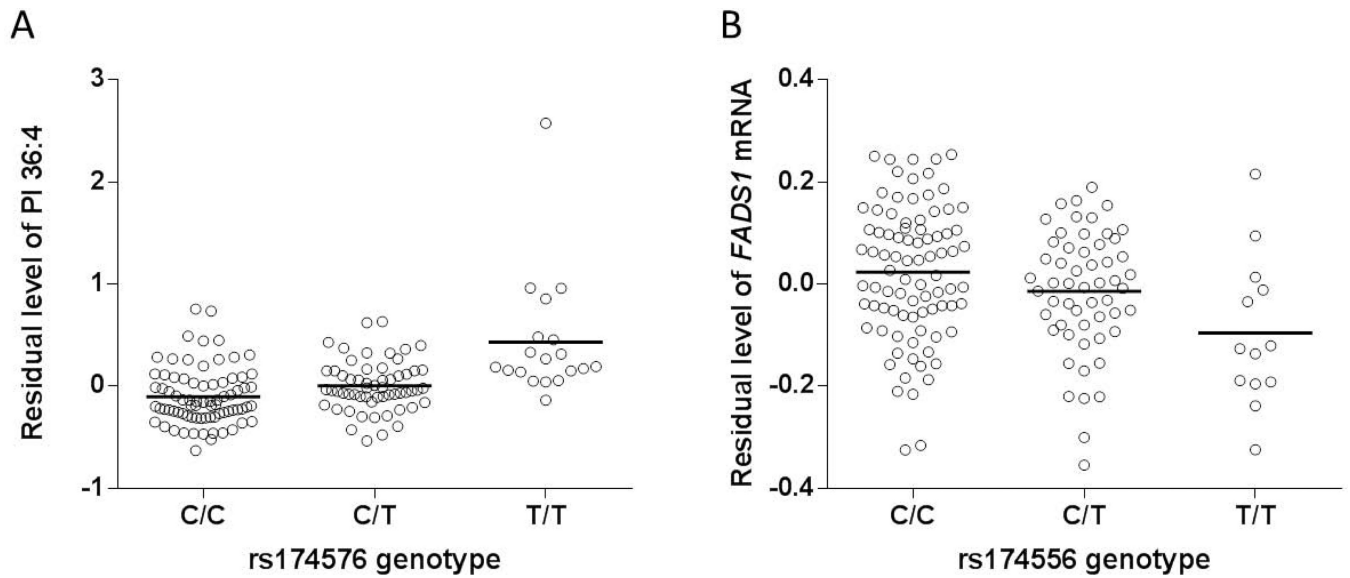 A
B
Residual level of PI 36:4
3
2
1
0
-1
C/C
C/T
T/T
rs174576 genotype
Residual level of FADS1 mRNA
0.4
0.2
0.0
-0.2
-0.4
C/C
C/T
T/T
rs174556 genotype